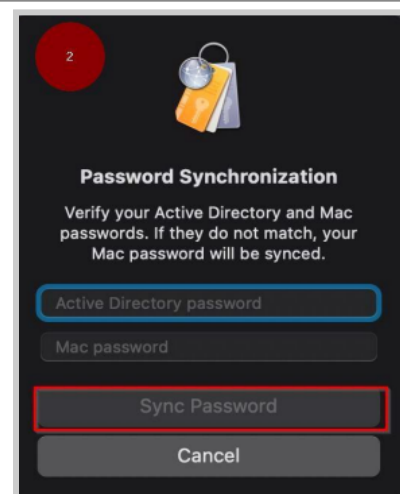 2
Password Synchronization
Verify your Active Directory and Mac
passwords. If they do not match, your
Mac password will be synced.
Active Directory password
Mac password
Sync Password
Cancel